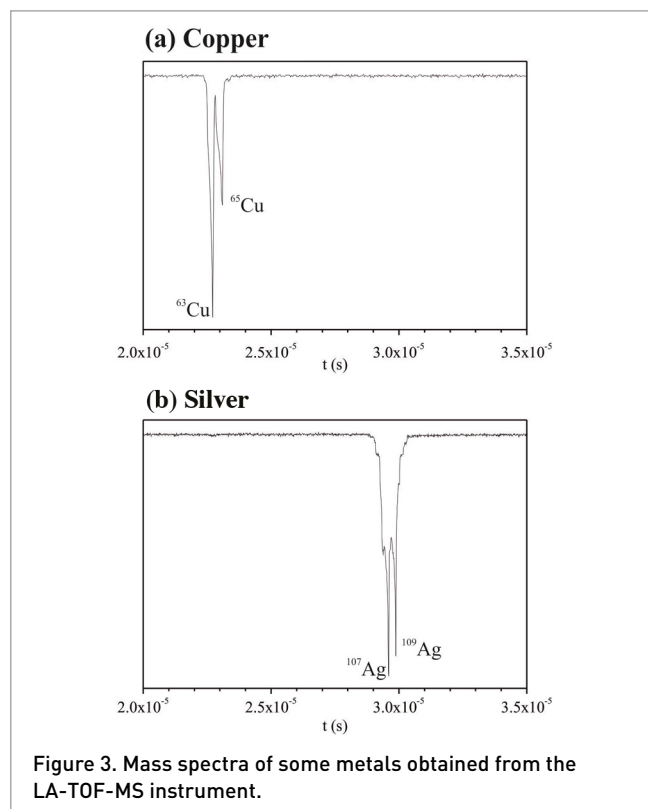 (a) Copper
⁶⁵Cu
⁶³Cu
2.0x10⁻⁵ 2.5x10⁻⁵ 3.0x10⁻⁵ 3.5x10⁻⁵
t (s)
(b) Silver
¹⁰⁹Ag
¹⁰⁷Ag
2.0x10⁻⁵ 2.5x10⁻⁵ 3.0x10⁻⁵ 3.5x10⁻⁵
t (s)
Figure 3. Mass spectra of some metals obtained from the
LA-TOF-MS instrument.